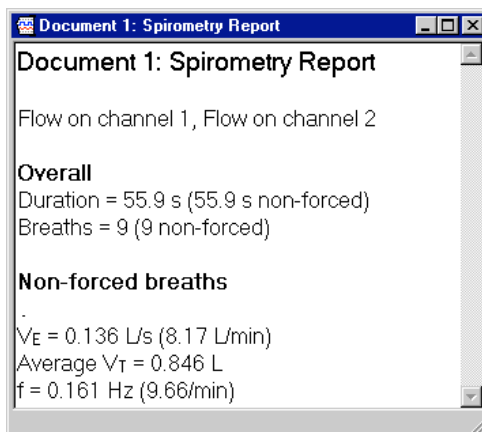 Document 1: Spirometry Report
Document 1: Spirometry Report
Flow on channel 1, Flow on channel 2
Overall
Duration = 55.9 s (55.9 s non-forced)
Breaths = 9 (9 non-forced)
Non-forced breaths
.
VE = 0.136 L/s (8.17 L/min)
Average VT = 0.846 L
f = 0.161 Hz (9.66/min)